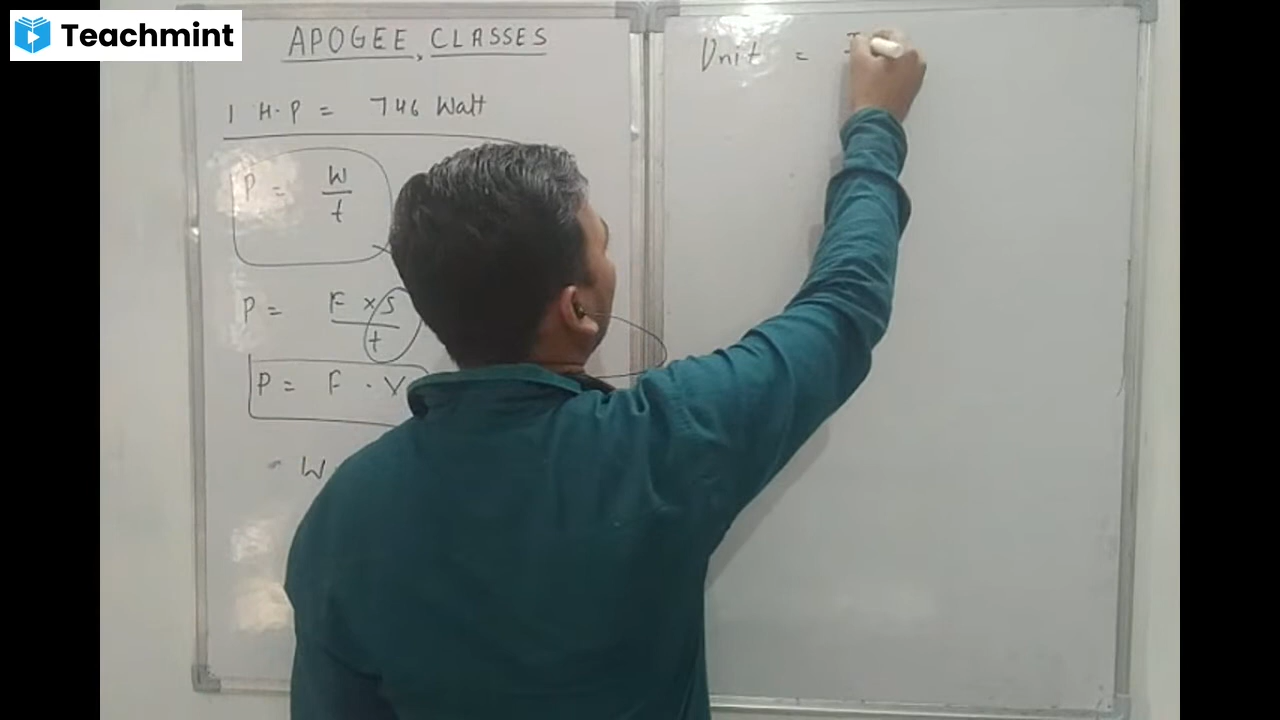 Teachmint
APOGEE CLASSES
1 H.P = 746 Watt
P = W
t
P = F × S
t
P = F . V
= W
Unit =